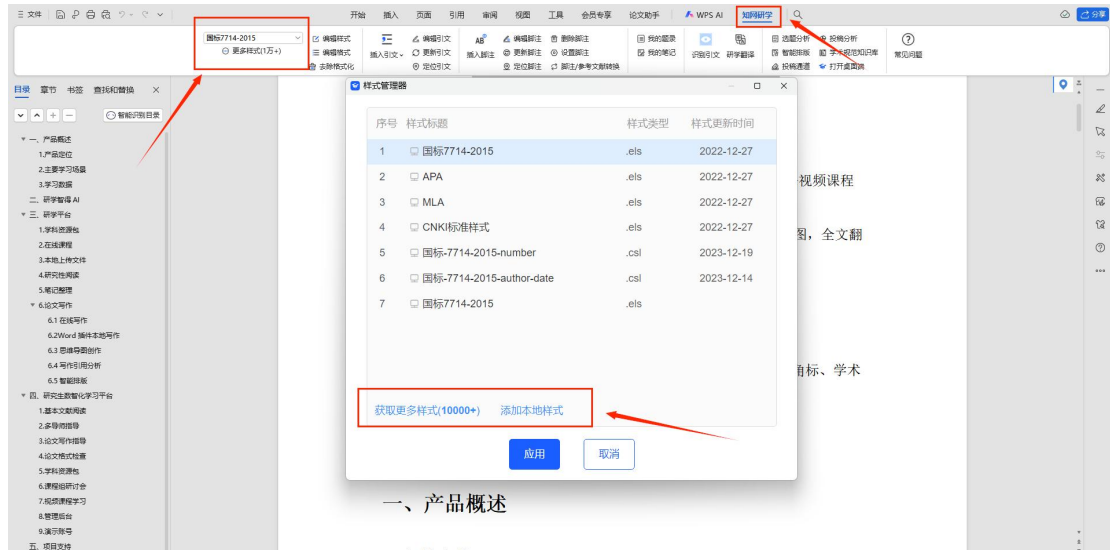 三 文件
开始 插入 页面 引用 审阅 视图 工具 会员专享 论文助手 WPS AI 知网研学
分享
国标7714-2015
更多样式(1万+)
编辑样式
编辑格式
去除格式化
插入引文
编辑引文
更新引文
定位引文
插入脚注
编辑脚注 删除脚注
更新脚注 设置脚注
定位脚注 脚注/参考文献转换
我的题录
我的笔记
识别引文
研学翻译
选题分析 投稿分析
智能排版 学术规范知识库
投稿通道 打开桌面端
常见问题
目录 章节 书签 查找和替换
智能识别目录
一、产品概述
1.产品定位
2.主要学习场景
3.学习数据
二、研学智得 AI
三、研学平台
1.学科资源包
2.在线课程
3.本地上传文件
4.研究性阅读
5.笔记整理
6.论文写作
6.1 在线写作
6.2Word 插件本地写作
6.3 思维导图创作
6.4 写作引用分析
6.5 智能排版
四、研究生数智化学习平台
1.基本文献阅读
2.多导师指导
3.论文写作指导
4.论文格式检查
5.学科资源包
6.课程组研讨会
7.视频课程学习
8.管理后台
9.演示账号
五、项目支持
样式管理器
序号 样式标题 样式类型 样式更新时间
1 国标7714-2015 .els 2022-12-27
2 APA .els 2022-12-27
3 MLA .els 2022-12-27
4 CNKI标准样式 .els 2022-12-27
5 国标-7714-2015-number .csl 2023-12-19
6 国标-7714-2015-author-date .csl 2023-12-14
7 国标7714-2015 .els
获取更多样式(10000+) 添加本地样式
应用 取消
视频课程
图，全文翻
角标、学术
一、产品概述